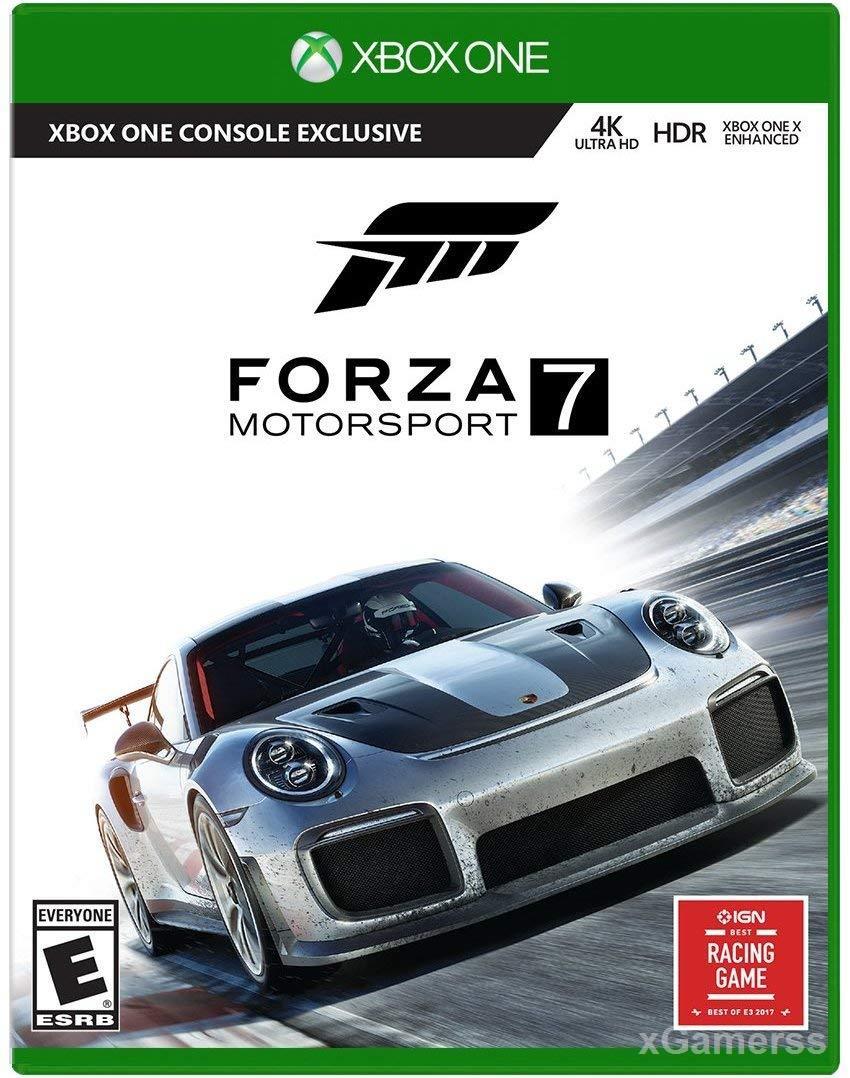 XBOX ONE
XBOX ONE CONSOLE EXCLUSIVE
4K
ULTRA HD
HDR
XBOX ONE X
ENHANCED
FORZA
MOTORSPORT
7
EVERYONE
E
®
ESRB
IGN
BEST
RACING
GAME
BEST OF E3 2017
xGamerss